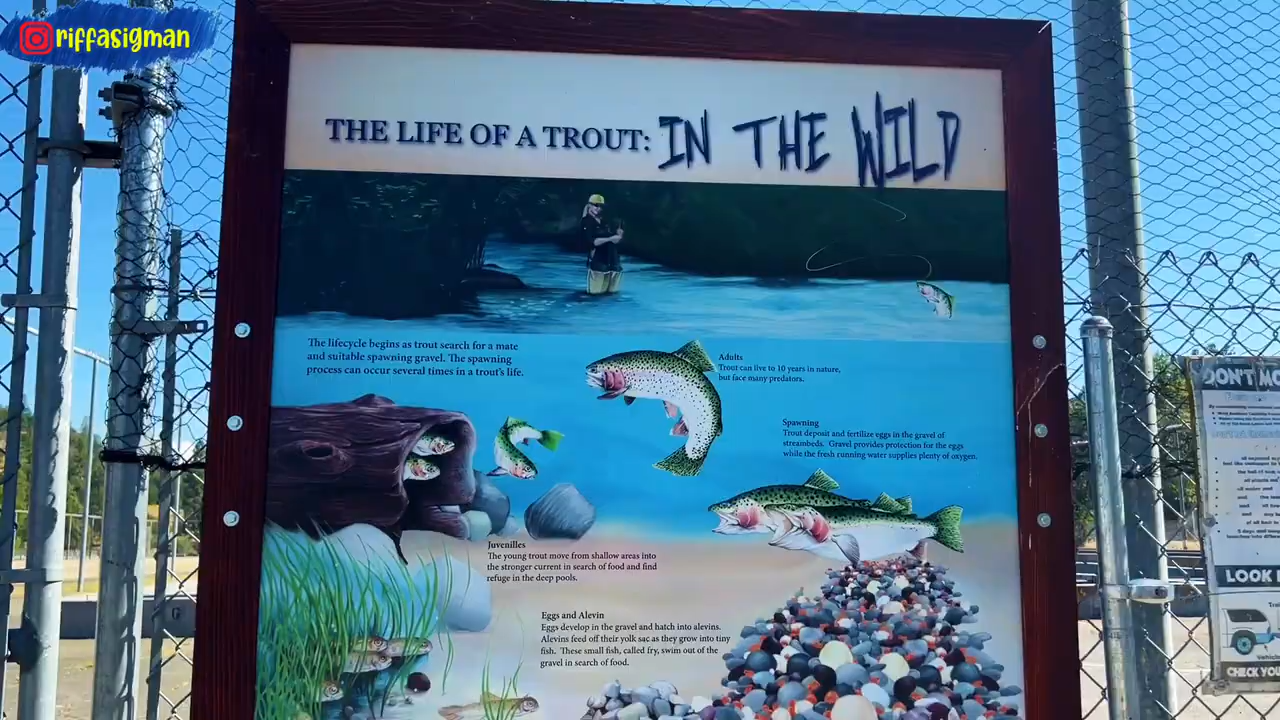 riffasigman
THE LIFE OF A TROUT: IN THE WILD
The lifecycle begins as trout search for a mate
and suitable spawning gravel. The spawning
process can occur several times in a trout's life.
Adults
Trout can live to 10 years in nature,
but face many predators.
Spawning
Trout deposit and fertilize eggs in the gravel of
streambeds. Gravel provides protection for the eggs
while the fresh running water supplies plenty of oxygen.
Juvenilles
The young trout move from shallow areas into
the stronger current in search of food and find
refuge in the deep pools.
Eggs and Alevin
Eggs develop in the gravel and hatch into alevins.
Alevins feed off their yolk sac as they grow into tiny
fish. These small fish, called fry, swim out of the
gravel in search of food.
DON'T MO
LOOK
CHECK YOU